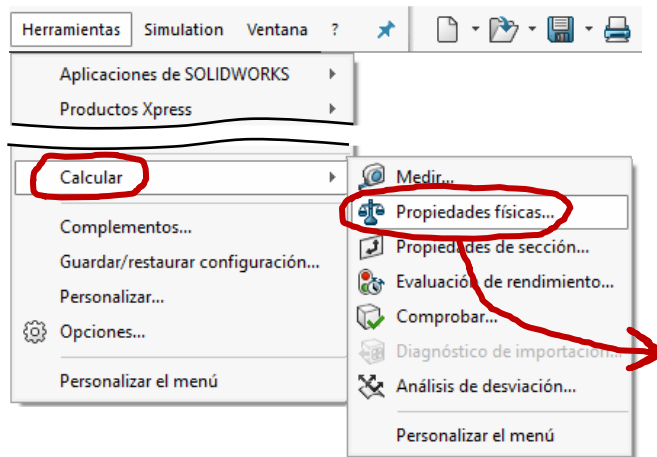 Herramientas Simulation Ventana ?
Aplicaciones de SOLIDWORKS
Productos Xpress
Calcular
Complementos...
Guardar/restaurar configuración...
Personalizar...
Opciones...
Personalizar el menú
Medir...
Propiedades físicas...
Propiedades de sección...
Evaluación de rendimiento...
Comprobar...
Diagnóstico de importación...
Análisis de desviación...
Personalizar el menú